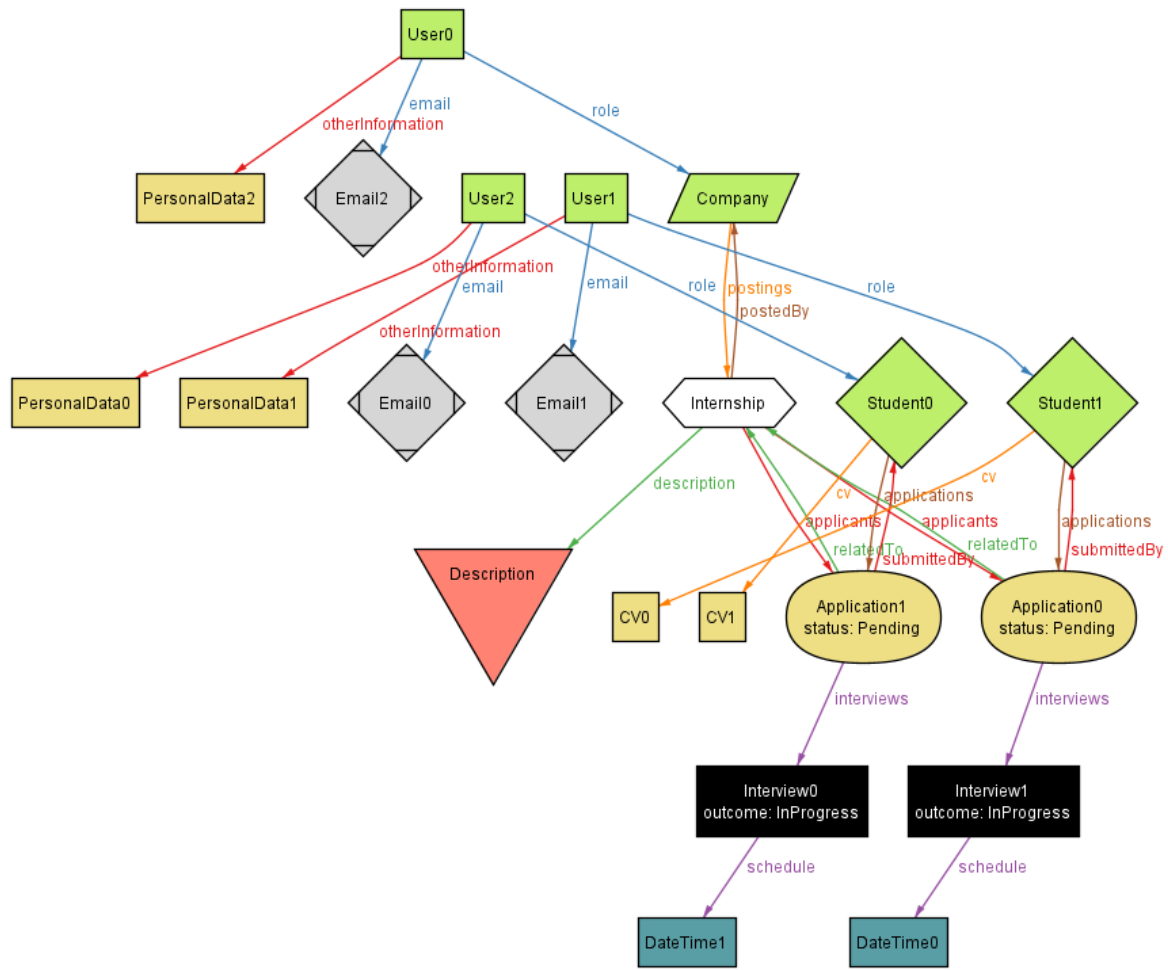 User0
email
role
otherInformation
PersonalData2
Email2
User2
User1
Company
otherInformation
email
email
role
postings
role
postedBy
otherInformation
PersonalData0
PersonalData1
Email0
Email1
Internship
Student0
Student1
description
cv
applications
cv
applicants
applicants
applications
relatedTo
submittedBy
relatedTo
submittedBy
Description
CV0
CV1
Application1
status: Pending
Application0
status: Pending
interviews
interviews
Interview0
outcome: InProgress
Interview1
outcome: InProgress
schedule
schedule
DateTime1
DateTime0